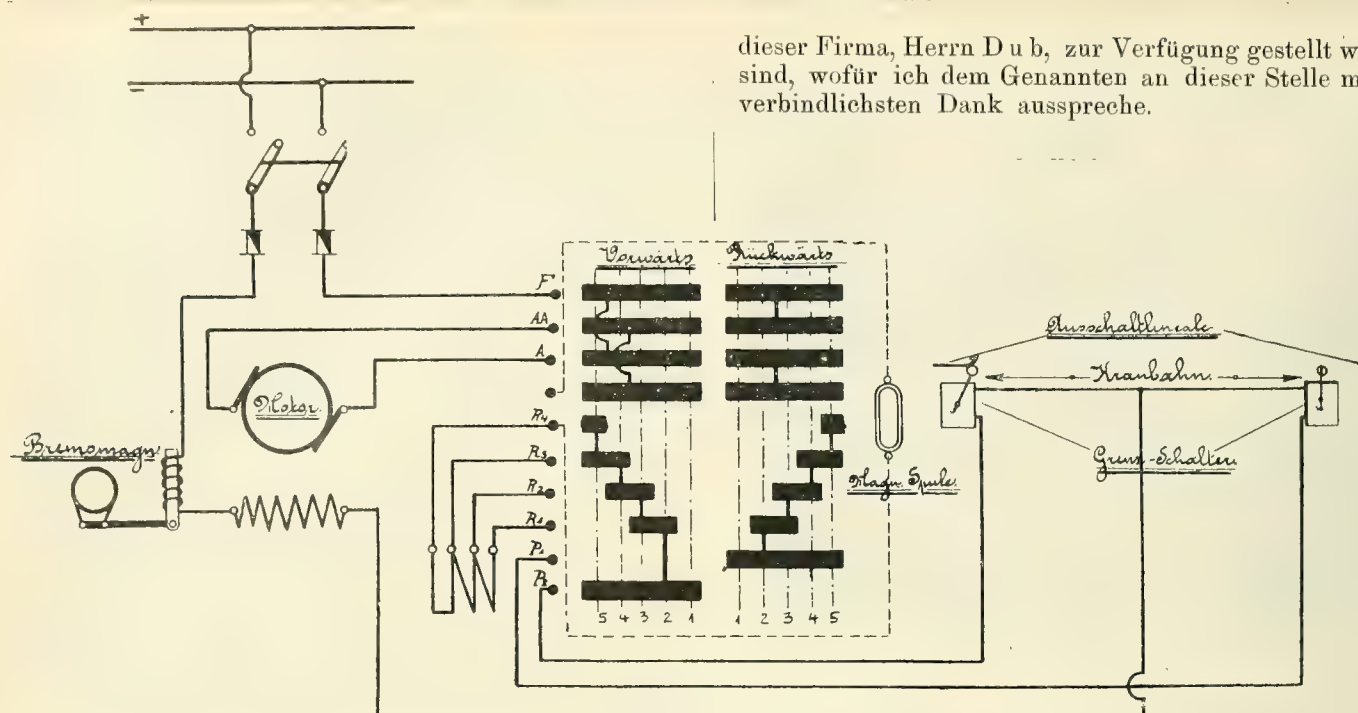 dieser Firma, Herrn Dub, zur Verfügung gestellt w
sind, wofür ich dem Genannten an dieser Stelle m
verbindlichsten Dank ausspreche.
+
−
Vorwärts
Rückwärts
F
AA
A
Motor.
Bremsmagn.
R4
R3
R2
R1
P1
P2
5 4 3 2 1
1 2 3 4 5
Magn. Spule.
Ausschaltlineale
Kranbahn.
Grenz-Schalter